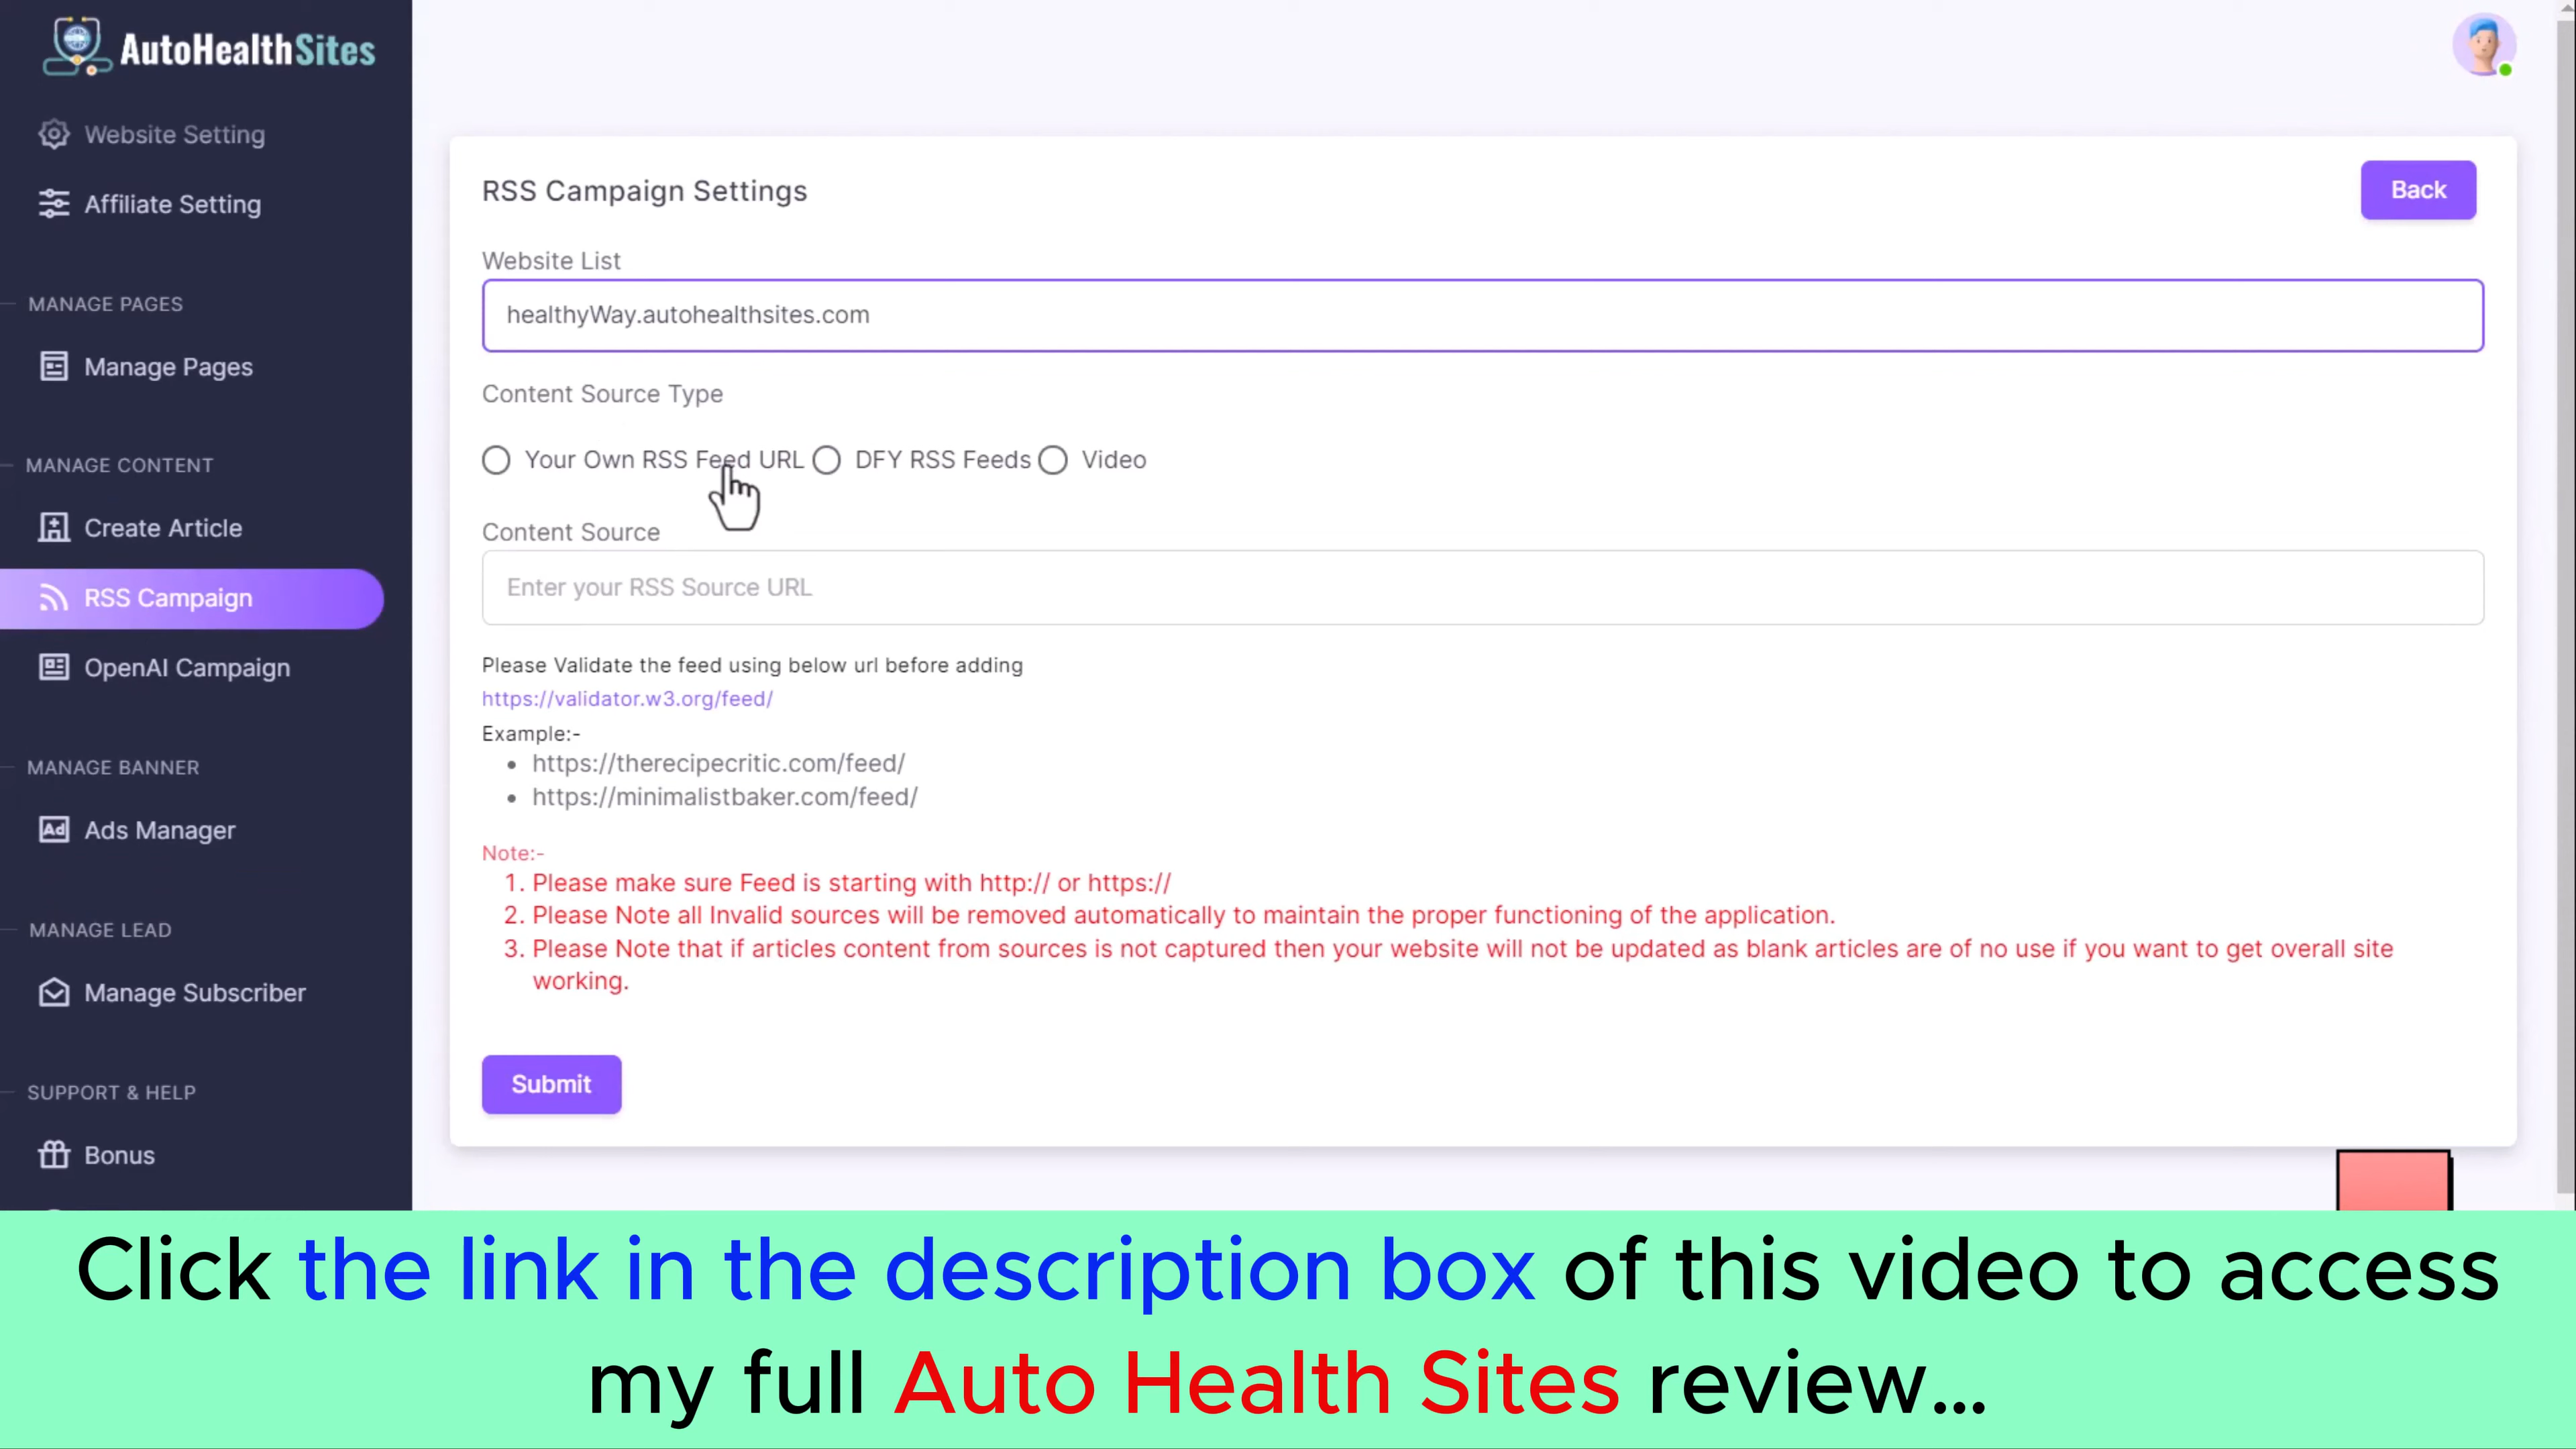 AutoHealthSites
Website Setting
Affiliate Setting
MANAGE PAGES
Manage Pages
MANAGE CONTENT
Create Article
RSS Campaign
OpenAI Campaign
MANAGE BANNER
Ad
Ads Manager
MANAGE LEAD
Manage Subscriber
SUPPORT & HELP
Bonus
RSS Campaign Settings
Back
Website List
healthyWay.autohealthsites.com
Content Source Type
Your Own RSS Feed URL DFY RSS Feeds Video
Content Source
Enter your RSS Source URL
Please Validate the feed using below url before adding
https://validator.w3.org/feed/
Example:-
• https://therecipecritic.com/feed/
• https://minimalistbaker.com/feed/
Note:-
1. Please make sure Feed is starting with http:// or https://
2. Please Note all Invalid sources will be removed automatically to maintain the proper functioning of the application.
3. Please Note that if articles content from sources is not captured then your website will not be updated as blank articles are of no use if you want to get overall site
working.
Submit
Click the link in the description box of this video to access
my full Auto Health Sites review...